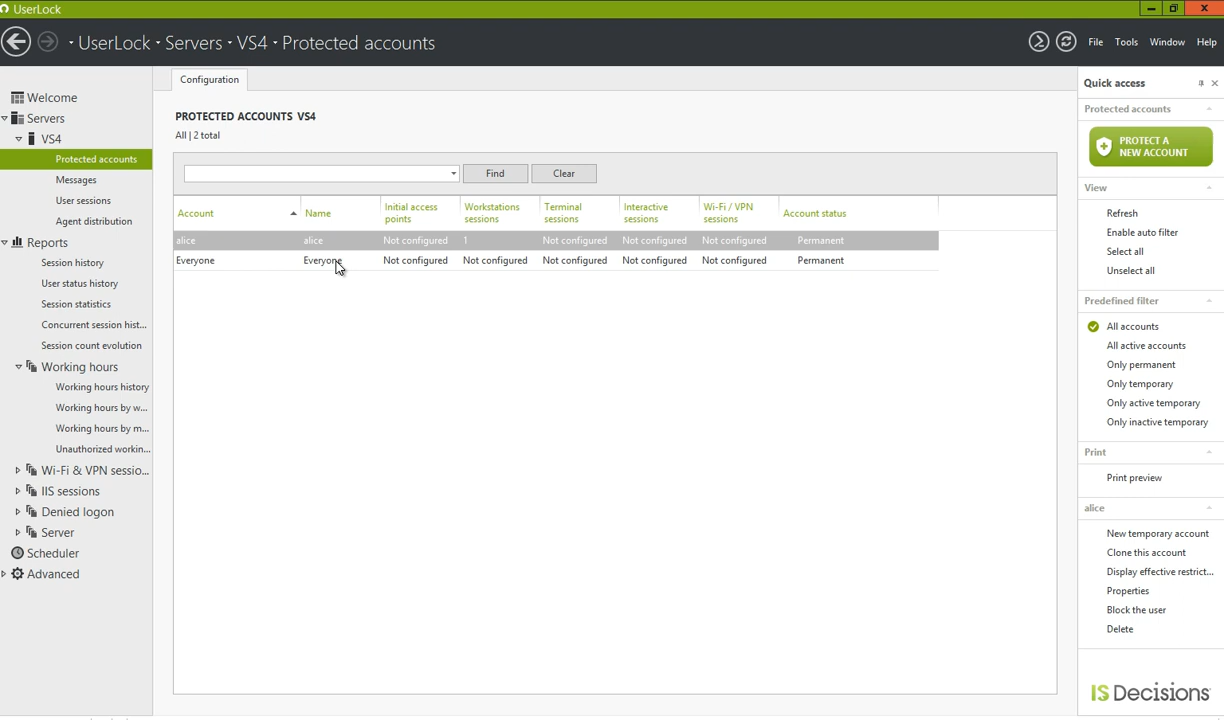 UserLock
UserLock · Servers · VS4 · Protected accounts
File Tools Window Help
Welcome
Servers
VS4
Protected accounts
Messages
User sessions
Agent distribution
Reports
Session history
User status history
Session statistics
Concurrent session hist...
Session count evolution
Working hours
Working hours history
Working hours by w...
Working hours by m...
Unauthorized workin...
Wi-Fi & VPN sessio...
IIS sessions
Denied logon
Server
Scheduler
Advanced
Configuration
PROTECTED ACCOUNTS VS4
All | 2 total
Find Clear
Account Name Initial access points Workstations sessions Terminal sessions Interactive sessions Wi-Fi / VPN sessions Account status
alice alice Not configured 1 Not configured Not configured Not configured Permanent
Everyone Everyone Not configured Not configured Not configured Not configured Not configured Permanent
Quick access
Protected accounts
PROTECT A
NEW ACCOUNT
View
Refresh
Enable auto filter
Select all
Unselect all
Predefined filter
All accounts
All active accounts
Only permanent
Only temporary
Only active temporary
Only inactive temporary
Print
Print preview
alice
New temporary account
Clone this account
Display effective restrict...
Properties
Block the user
Delete
ISDecisions